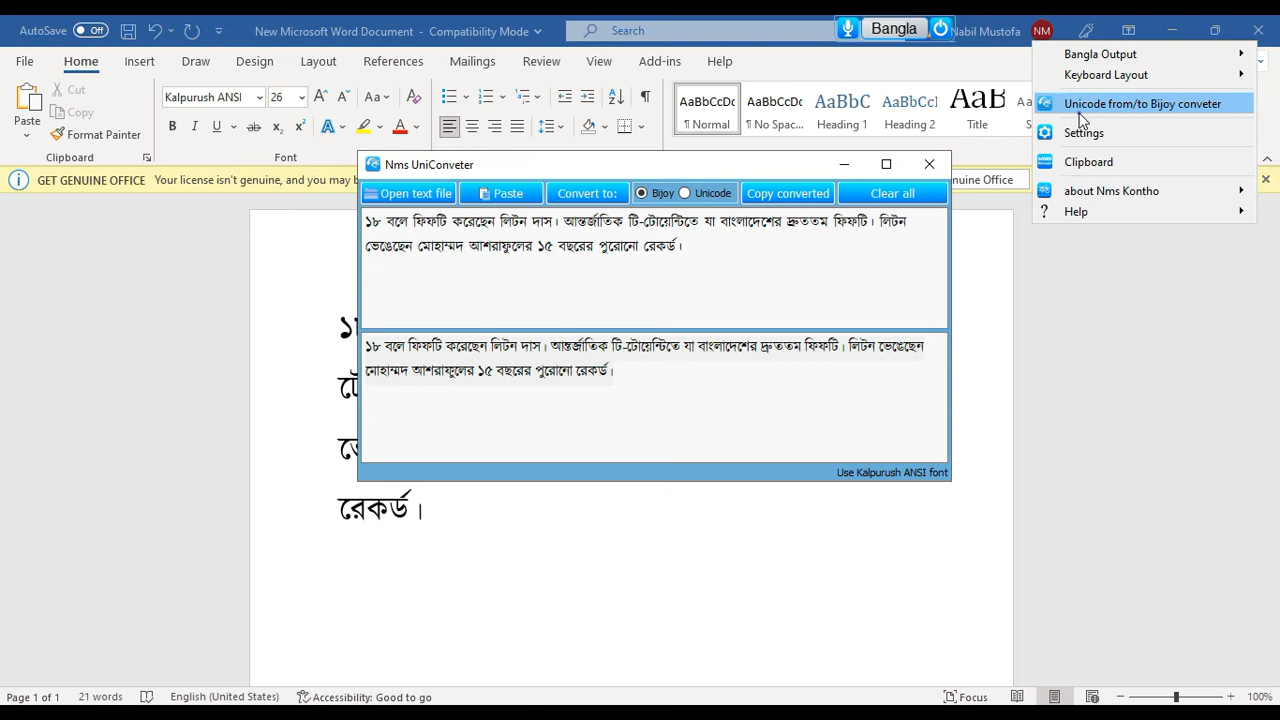 AutoSave Off New Microsoft Word Document - Compatibility Mode Search Bangla Nabil Mustofa NM
File Home Insert Draw Design Layout References Mailings Review View Add-ins Help
Cut
Copy
Format Painter
Paste
Clipboard
Kalpurush ANSI 26 Aa
B I U ab x₂ x² A A
Font
AaBbCcDc AaBbCcDc AaBbC AaBbCcI AaB
¶ Normal ¶ No Spac... Heading 1 Heading 2 Title
Bangla Output
Keyboard Layout
Unicode from/to Bijoy conveter
Settings
Clipboard
about Nms Kontho
? Help
GET GENUINE OFFICE Your license isn't genuine, and you may b
Genuine Office
Nms UniConveter
Open text file Paste Convert to: Bijoy Unicode Copy converted Clear all
১৮ বলে ফিফটি করেছেন লিটন দাস। আন্তর্জাতিক টি-টোয়েন্টিতে যা বাংলাদেশের দ্রুততম ফিফটি। লিটন
ভেঙেছেন মোহাম্মদ আশরাফুলের ১৫ বছরের পুরোনো রেকর্ড।
১৮ বলে ফিফটি করেছেন লিটন দাস। আন্তর্জাতিক টি-টোয়েন্টিতে যা বাংলাদেশের দ্রুততম ফিফটি। লিটন ভেঙেছেন
মোহাম্মদ আশরাফুলের ১৫ বছরের পুরোনো রেকর্ড।
Use Kalpurush ANSI font
রেকর্ড।
Page 1 of 1 21 words English (United States) Accessibility: Good to go Focus 100%